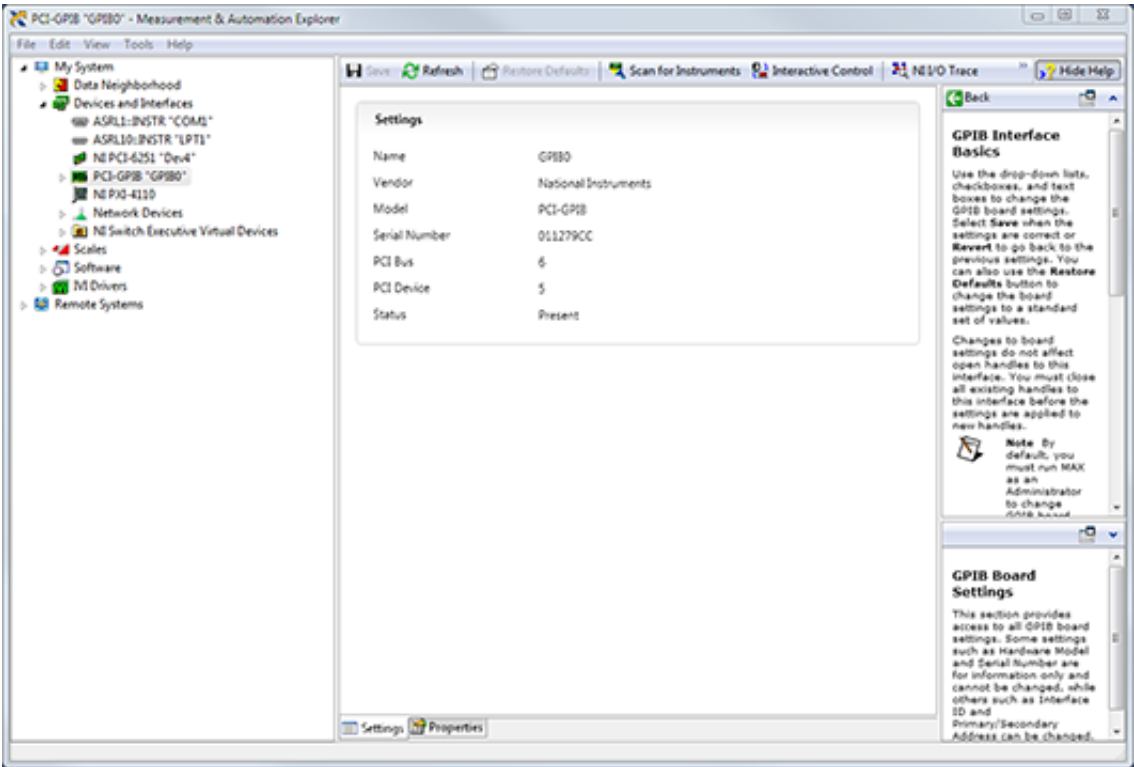 PCI-GPIB "GPIB0" - Measurement & Automation Explorer
File Edit View Tools Help
My System
Data Neighborhood
Devices and Interfaces
ASRL1::INSTR "COM1"
ASRL10::INSTR "LPT1"
NI PCI-6251 "Dev4"
PCI-GPIB "GPIB0"
NI PXI-4110
Network Devices
NI Switch Executive Virtual Devices
Scales
Software
IVI Drivers
Remote Systems
Save Refresh Restore Defaults Scan for Instruments Interactive Control NI I/O Trace » Hide Help
Settings
Name GPIB0
Vendor National Instruments
Model PCI-GPIB
Serial Number 011279CC
PCI Bus 6
PCI Device 5
Status Present
Settings Properties
Back
GPIB Interface
Basics
Use the drop-down lists,
checkboxes, and text
boxes to change the
GPIB board settings.
Select Save when the
settings are correct or
Revert to go back to the
previous settings. You
can also use the Restore
Defaults button to
change the board
settings to a standard
set of values.
Changes to board
settings do not affect
open handles to this
interface. You must close
all existing handles to
this interface before the
settings are applied to
new handles.
Note By
default, you
must run MAX
as an
Administrator
to change
GPIB board
GPIB Board
Settings
This section provides
access to all GPIB board
settings. Some settings
such as Hardware Model
and Serial Number are
for information only and
cannot be changed, while
others such as Interface
ID and
Primary/Secondary
Address can be changed.